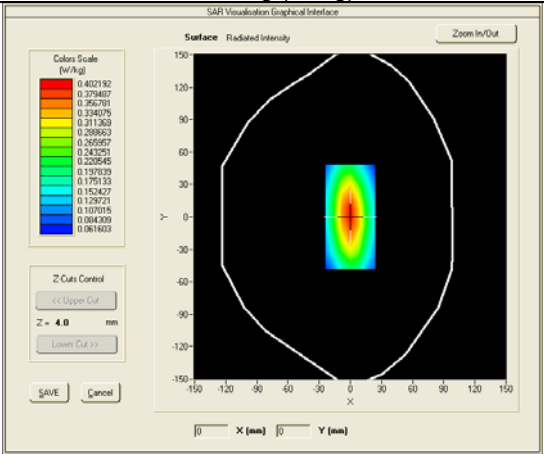 SAR Visualisation Graphical Interface
Surface Radiated Intensity
Zoom In/Out
Colors Scale
(W/kg)
0.402192
0.379487
0.356781
0.334075
0.311369
0.288663
0.265957
0.243251
0.220545
0.197839
0.175133
0.152427
0.129721
0.107015
0.084309
0.061603
Z-Cuts Control
<< Upper Cut
Z = 4.0 mm
Lower Cut >>
SAVE Cancel
150-
120-
90-
60-
30-
Y 0-
-30-
-60-
-90-
-120-
-150-
-150 -120 -90 -60 -30 0 30 60 90 120 150
X
0 X (mm) 0 Y (mm)